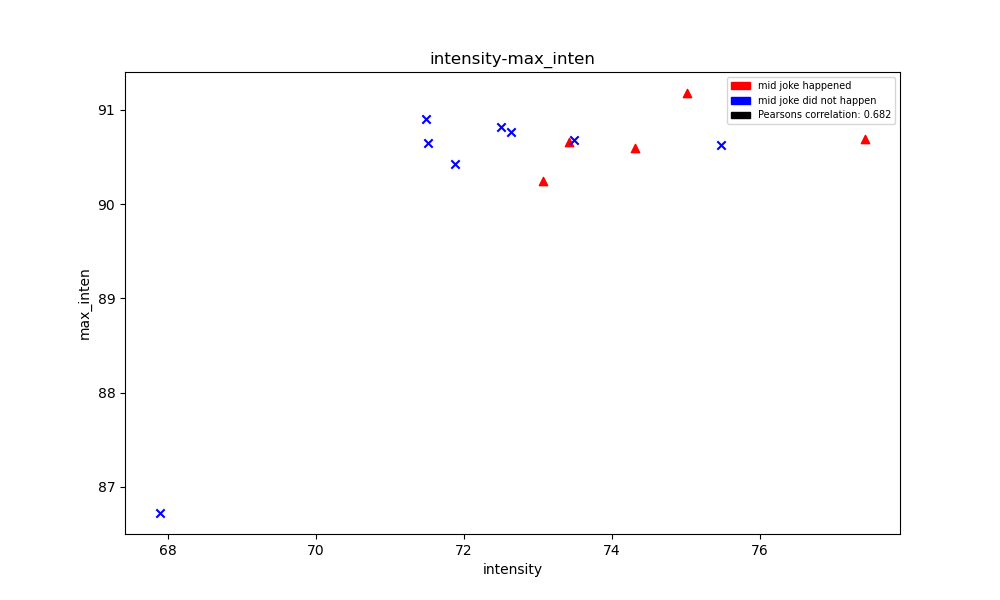 intensity-max_inten
mid joke happened
mid joke did not happen
Pearsons correlation: 0.682
91
90
89
88
87
max_inten
68 70 72 74 76
intensity